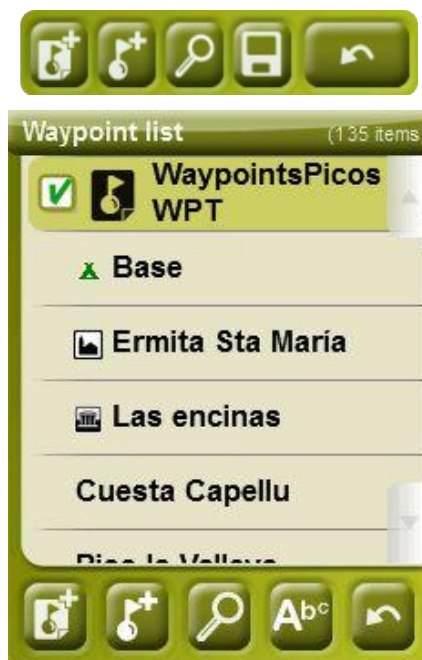 Waypoint list
(135 items
WaypointsPicos
WPT
Base
Ermita Sta María
Las encinas
Cuesta Capellu
Abc